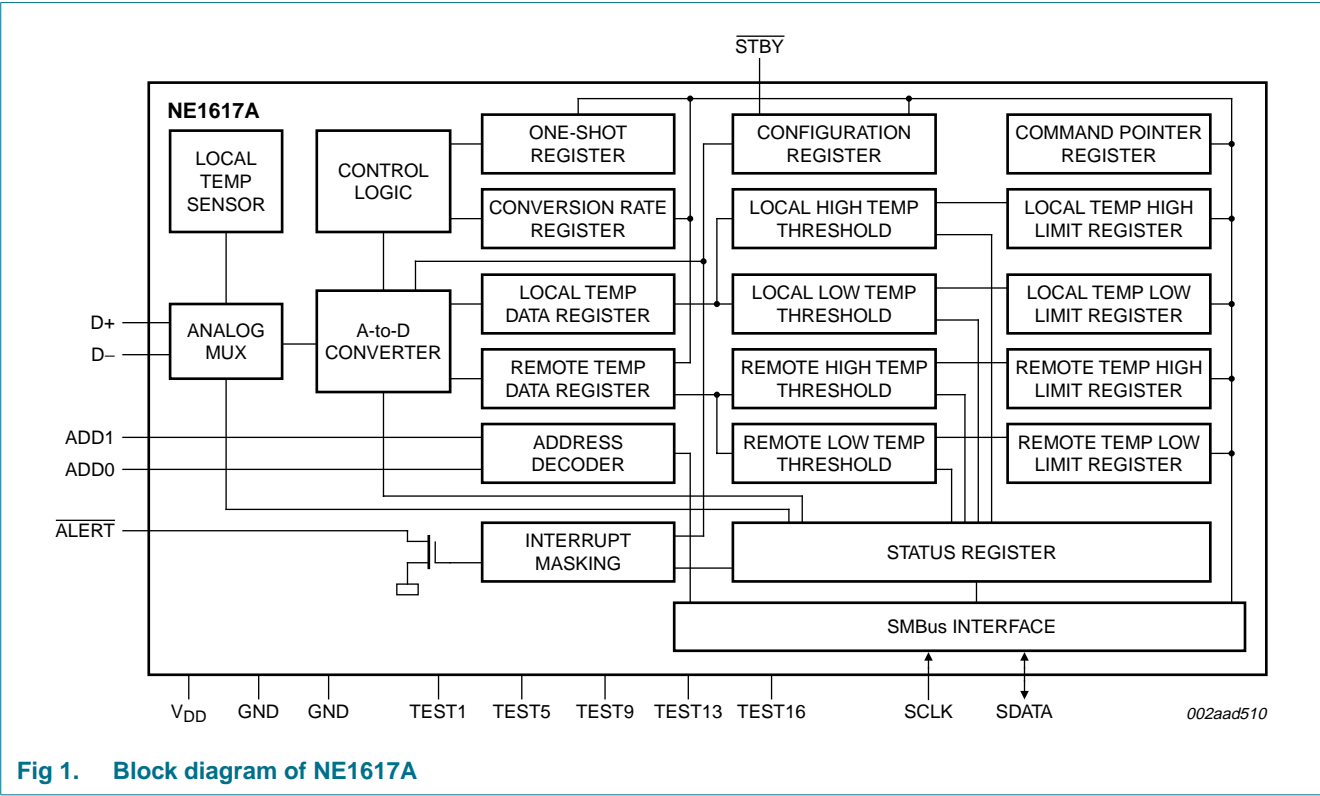 STBY
NE1617A
LOCAL
TEMP
SENSOR
CONTROL
LOGIC
ONE-SHOT
REGISTER
CONFIGURATION
REGISTER
COMMAND POINTER
REGISTER
CONVERSION RATE
REGISTER
LOCAL HIGH TEMP
THRESHOLD
LOCAL TEMP HIGH
LIMIT REGISTER
D+
D−
ANALOG
MUX
A-to-D
CONVERTER
LOCAL TEMP
DATA REGISTER
LOCAL LOW TEMP
THRESHOLD
LOCAL TEMP LOW
LIMIT REGISTER
REMOTE TEMP
DATA REGISTER
REMOTE HIGH TEMP
THRESHOLD
REMOTE TEMP HIGH
LIMIT REGISTER
ADD1
ADD0
ADDRESS
DECODER
REMOTE LOW TEMP
THRESHOLD
REMOTE TEMP LOW
LIMIT REGISTER
ALERT
INTERRUPT
MASKING
STATUS REGISTER
SMBus INTERFACE
VDD GND GND TEST1 TEST5 TEST9 TEST13 TEST16 SCLK SDATA
002aad510
Fig 1. Block diagram of NE1617A